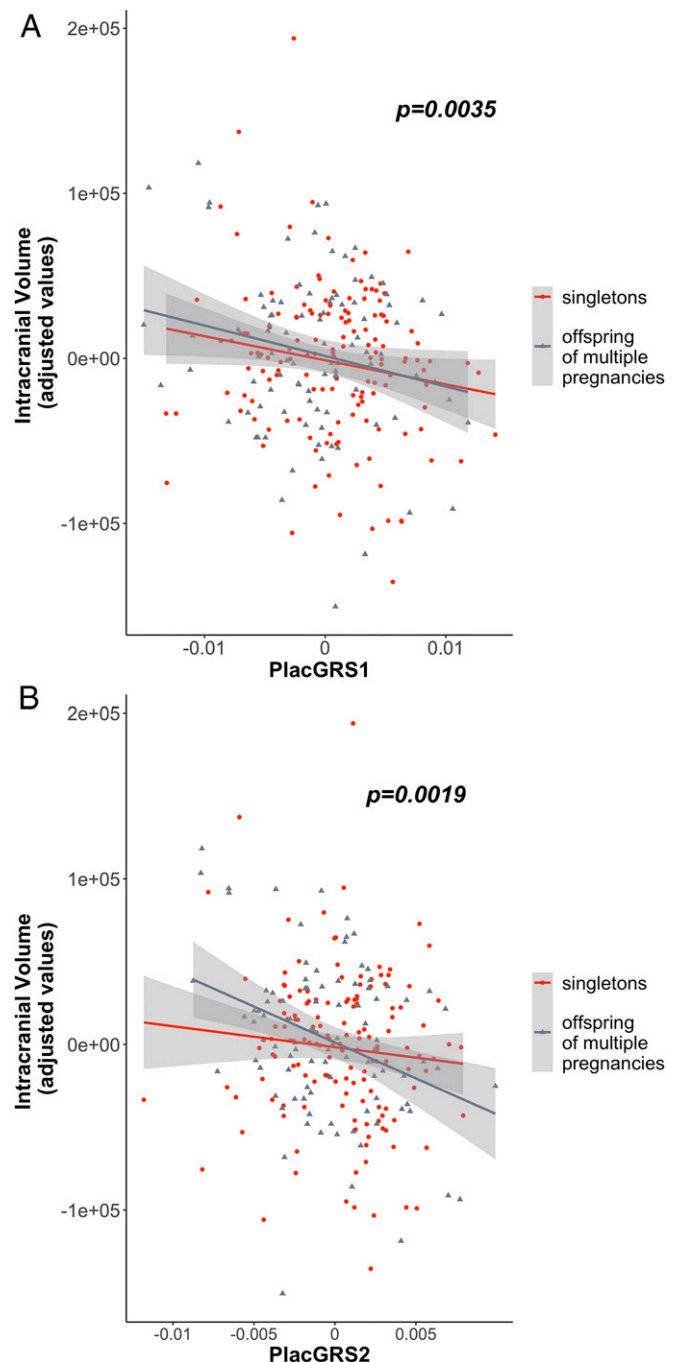 A
2e+05
p=0.0035
1e+05
singletons
offspring
of multiple
pregnancies
0e+00
-1e+05
Intracranial Volume
(adjusted values)
-0.01
0
0.01
PlacGRS1
B
2e+05
p=0.0019
1e+05
singletons
offspring
of multiple
pregnancies
0e+00
-1e+05
Intracranial Volume
(adjusted values)
-0.01
-0.005
0
0.005
PlacGRS2